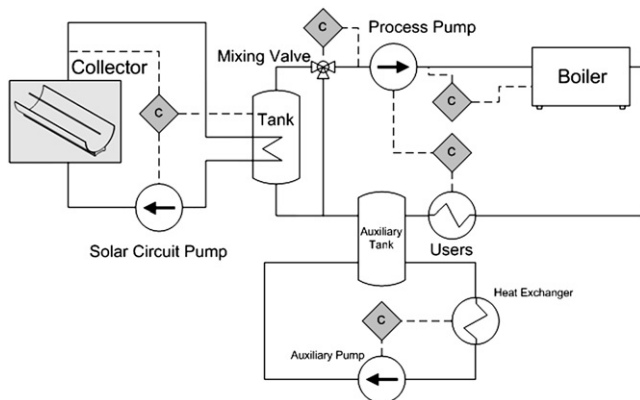 C
Process Pump
Mixing Valve
Collector
Boiler
C
C
Tank
C
Auxiliary
Tank
Users
Solar Circuit Pump
Heat Exchanger
C
Auxiliary Pump